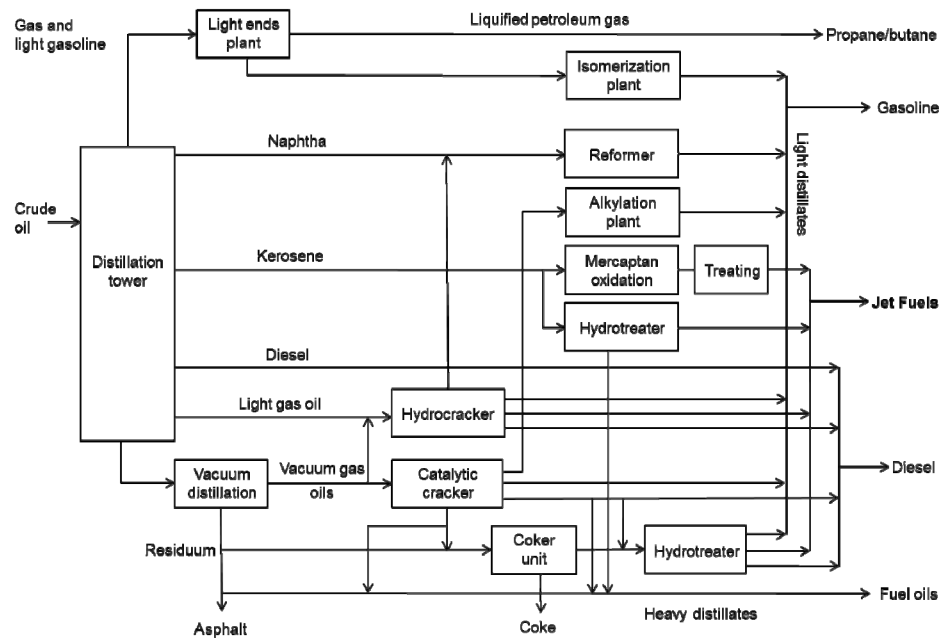 Gas and
light gasoline
Light ends
plant
Liquified petroleum gas
Propane/butane
Isomerization
plant
Gasoline
Naphtha
Reformer
Light distillates
Alkylation
plant
Crude
oil
Distillation
tower
Kerosene
Mercaptan
oxidation
Treating
Jet Fuels
Hydrotreater
Diesel
Light gas oil
Hydrocracker
Vacuum
distillation
Vacuum gas
oils
Catalytic
cracker
Diesel
Residuum
Coker
unit
Hydrotreater
Fuel oils
Heavy distillates
Asphalt
Coke